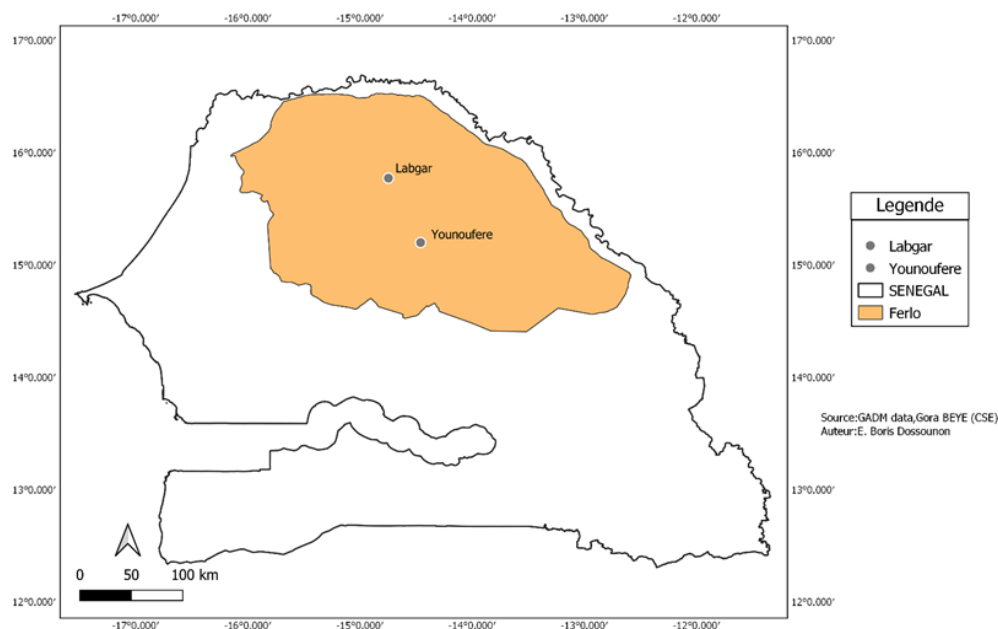 -17°0.000′ -16°0.000′ -15°0.000′ -14°0.000′ -13°0.000′ -12°0.000′
17°0.000′ 17°0.000′
16°0.000′ 16°0.000′
Labgar
Younoufere
15°0.000′ 15°0.000′
14°0.000′ 14°0.000′
13°0.000′ 13°0.000′
0 50 100 km
12°0.000′ 12°0.000′
-17°0.000′ -16°0.000′ -15°0.000′ -14°0.000′ -13°0.000′ -12°0.000′
Legende
Labgar
Younoufere
SENEGAL
Ferlo
Source:GADM data,Gora BEYE (CSE)
Auteur:E. Boris Dossounon